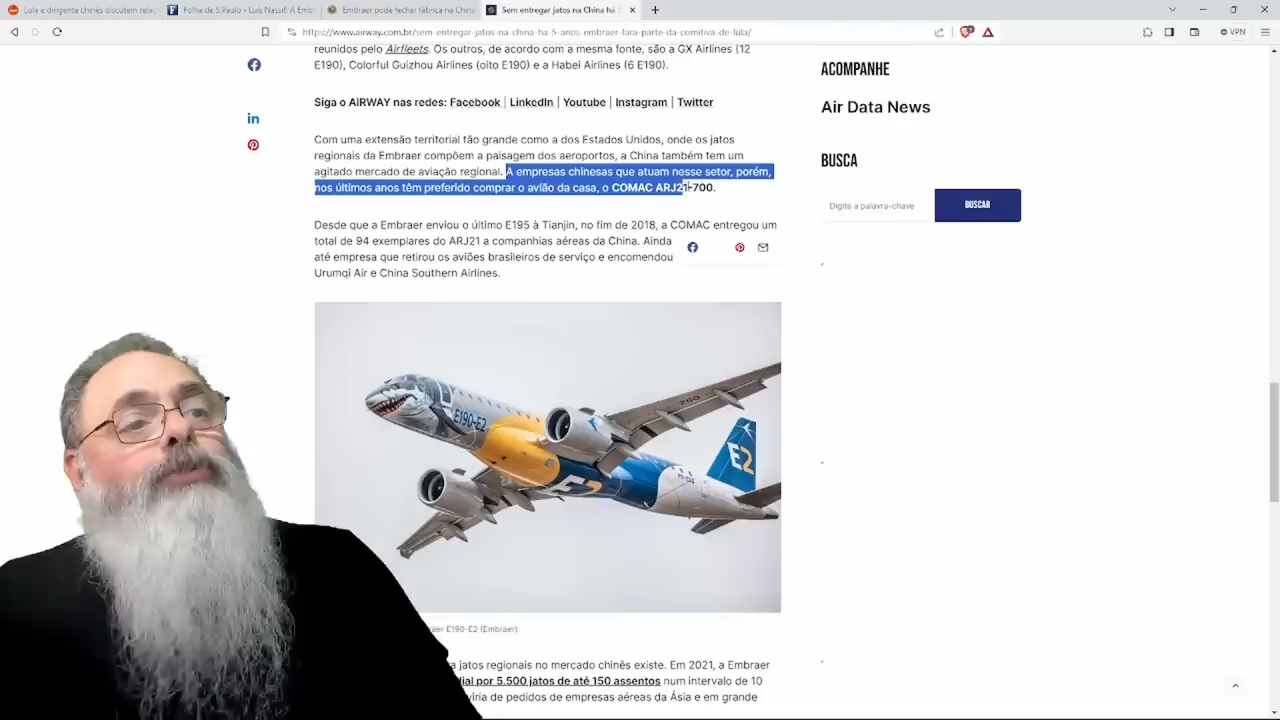 Lula e dirigente chinês discutem rela
Folha de S.Paulo - Luís Nassif: A Embr
Embraer pode fechar fábrica na China
Sem entregar jatos na China há 5
https://www.airway.com.br/sem-entregar-jatos-na-china-ha-5-anos-embraer-fara-parte-da-comitiva-de-lula/
VPN
reunidos pelo Airfleets. Os outros, de acordo com a mesma fonte, são a GX Airlines (12
E190), Colorful Guizhou Airlines (oito E190) e a Habei Airlines (6 E190).
Siga o AIRWAY nas redes: Facebook | LinkedIn | Youtube | Instagram | Twitter
Com uma extensão territorial tão grande como a dos Estados Unidos, onde os jatos
regionais da Embraer compõem a paisagem dos aeroportos, a China também tem um
agitado mercado de aviação regional. A empresas chinesas que atuam nesse setor, porém,
nos últimos anos têm preferido comprar o avião da casa, o COMAC ARJ21-700.
Desde que a Embraer enviou o último E195 à Tianjin, no fim de 2018, a COMAC entregou um
total de 94 exemplares do ARJ21 a companhias aéreas da China. Ainda
até empresa que retirou os aviões brasileiros de serviço e encomendou
Urumqi Air e China Southern Airlines.
E190-E2
E2
raer E190-E2 (Embraer)
a jatos regionais no mercado chinês existe. Em 2021, a Embraer
dial por 5.500 jatos de até 150 assentos num intervalo de 10
viria de pedidos de empresas aéreas da Ásia e em grande
ACOMPANHE
Air Data News
BUSCA
Digite a palavra-chave
BUSCAR